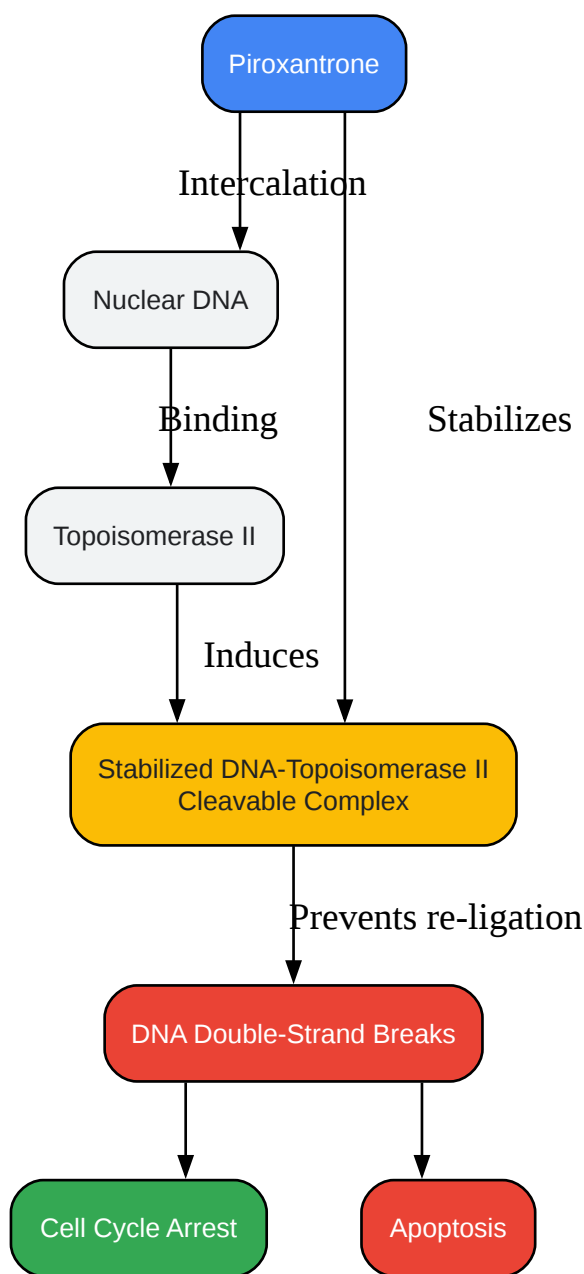 Piroxantrone
Intercalation
Nuclear DNA
Binding
Stabilizes
Topoisomerase II
Induces
Stabilized DNA-Topoisomerase II
Cleavable Complex
Prevents re-ligation
DNA Double-Strand Breaks
Cell Cycle Arrest
Apoptosis